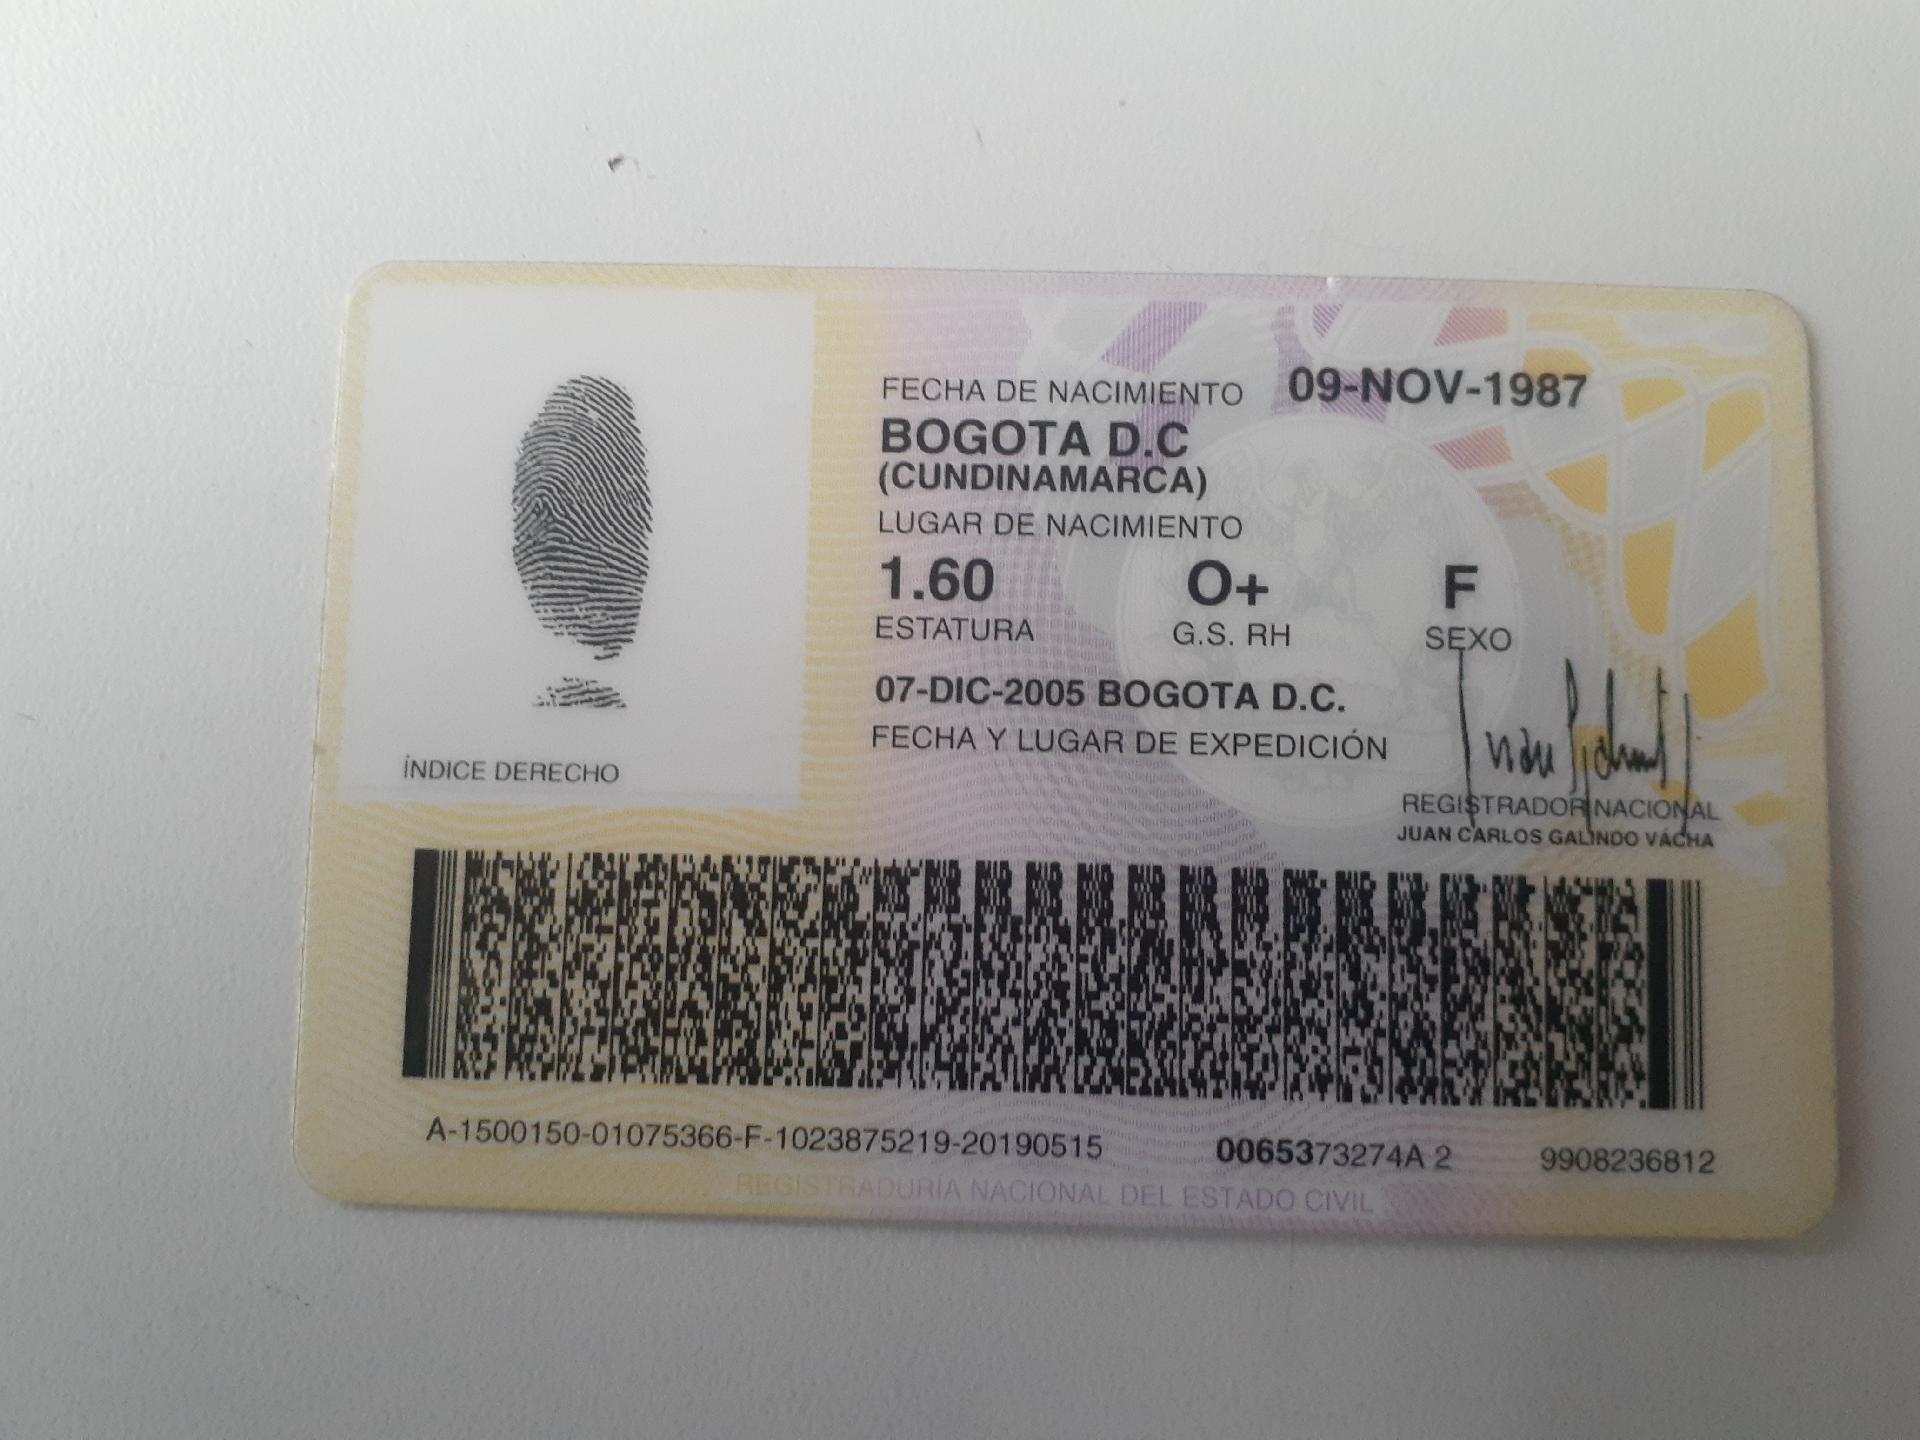 FECHA DE NACIMIENTO 09-NOV-1987
BOGOTA D.C
(CUNDINAMARCA)
LUGAR DE NACIMIENTO
1.60 O+ F
ESTATURA G.S. RH SEXO
07-DIC-2005 BOGOTA D.C.
FECHA Y LUGAR DE EXPEDICIÓN
ÍNDICE DERECHO
REGISTRADOR NACIONAL
JUAN CARLOS GALINDO VÁCHA
A-1500150-01075366-F-1023875219-20190515 0065373274A 2 9908236812
REGISTRADURIA NACIONAL DEL ESTADO CIVIL